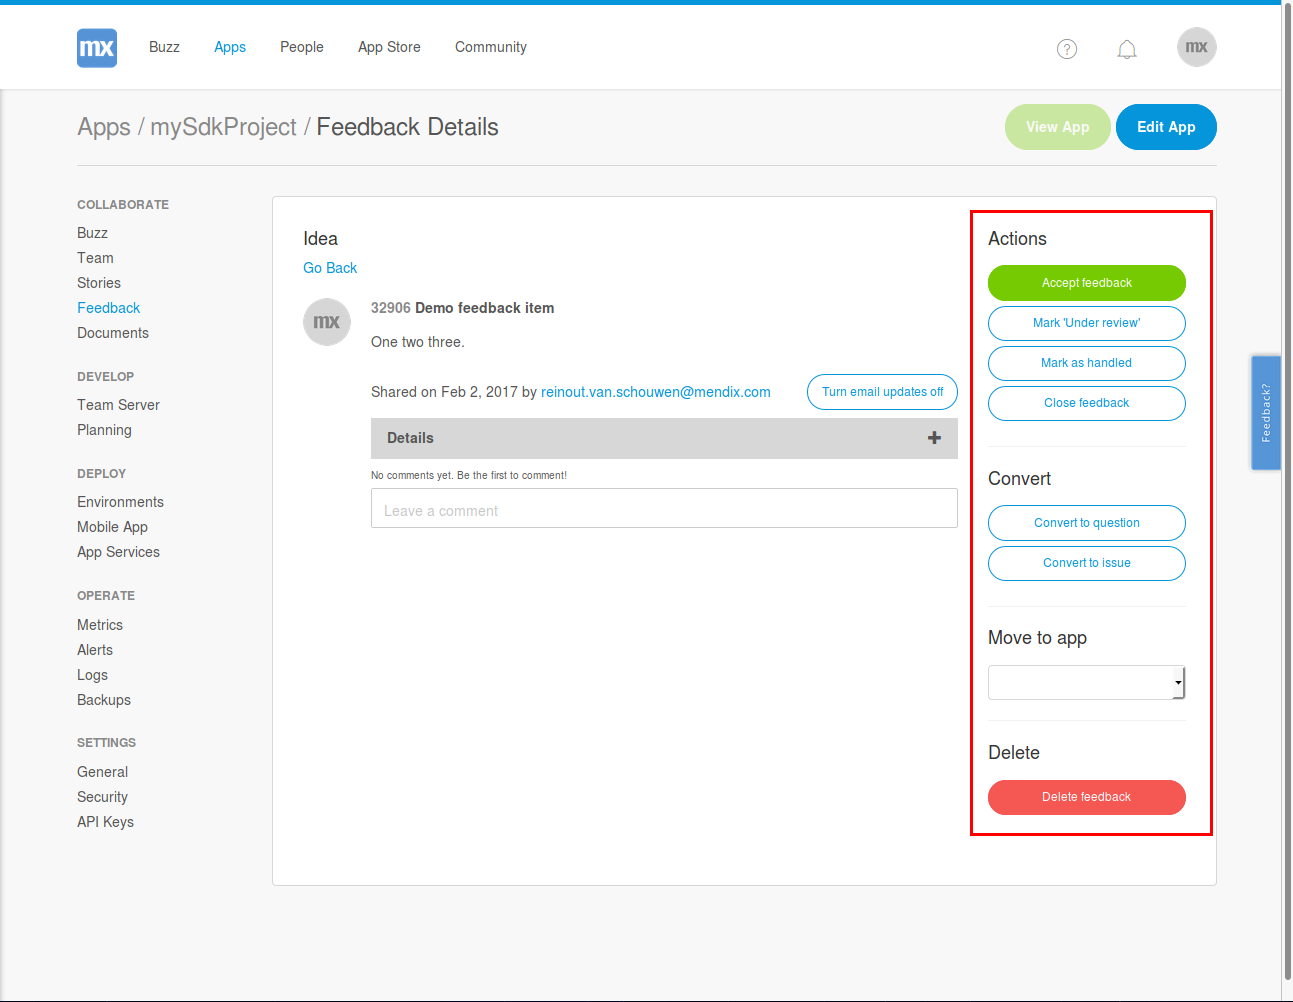 mx Buzz Apps People App Store Community ? mx
Apps / mySdkProject / Feedback Details View App Edit App
COLLABORATE
Buzz
Team
Stories
Feedback
Documents
DEVELOP
Team Server
Planning
DEPLOY
Environments
Mobile App
App Services
OPERATE
Metrics
Alerts
Logs
Backups
SETTINGS
General
Security
API Keys
Idea
Go Back
mx
32906 Demo feedback item
One two three.
Shared on Feb 2, 2017 by reinout.van.schouwen@mendix.com Turn email updates off
Details +
No comments yet. Be the first to comment!
Leave a comment
Actions
Accept feedback
Mark 'Under review'
Mark as handled
Close feedback
Convert
Convert to question
Convert to issue
Move to app
Delete
Delete feedback
Feedback?